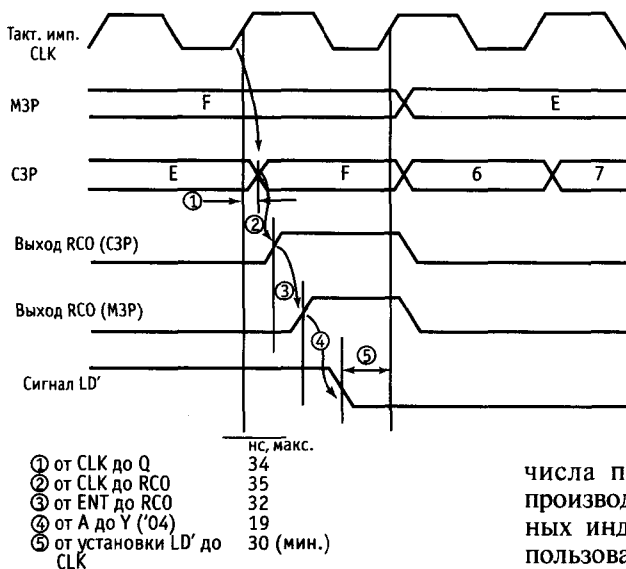 Такт. имп.
CLK
МЗР
F
E
СЗР
E
F
6
7
①
②
Выход RCO (СЗР)
③
Выход RCO (МЗР)
④
⑤
Сигнал LD'
нс, макс.
① от CLK до Q 34
② от CLK до RCO 35
③ от ENT до RCO 32
④ от A до Y ('04) 19
⑤ от установки LD' до 30 (мин.)
CLK
числа п
производ
ных инд
пользова